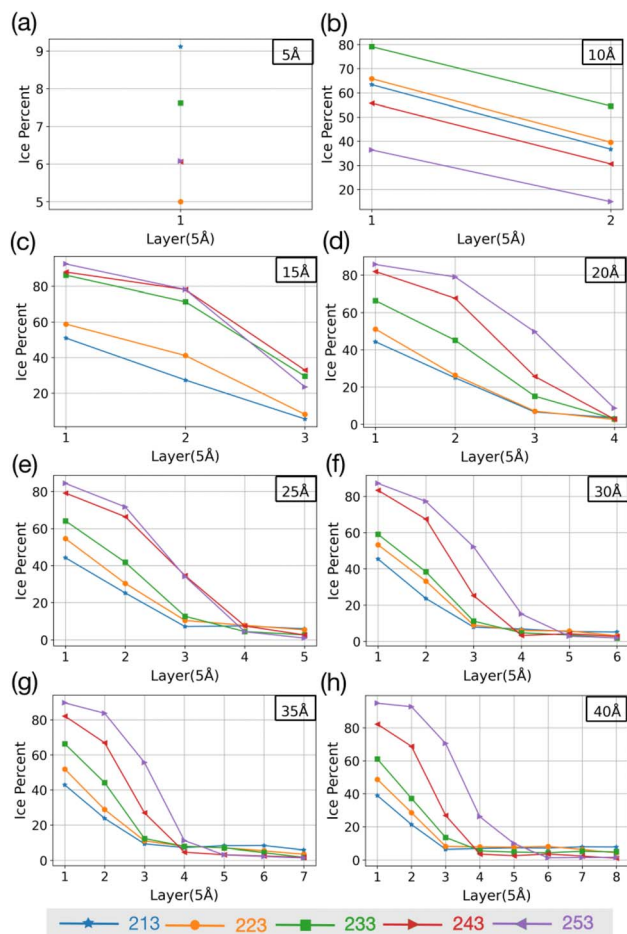 (a)
5Å
Ice Percent
9
8
7
6
5
1
Layer(5Å)
(b)
10Å
Ice Percent
80
70
60
50
40
30
20
1 2
Layer(5Å)
(c)
15Å
Ice Percent
80
60
40
20
1 2 3
Layer(5Å)
(d)
20Å
Ice Percent
80
60
40
20
0
1 2 3 4
Layer(5Å)
(e)
25Å
Ice Percent
80
60
40
20
0
1 2 3 4 5
Layer(5Å)
(f)
30Å
Ice Percent
80
60
40
20
0
1 2 3 4 5 6
Layer(5Å)
(g)
35Å
Ice Percent
80
60
40
20
0
1 2 3 4 5 6 7
Layer(5Å)
(h)
40Å
Ice Percent
80
60
40
20
0
1 2 3 4 5 6 7 8
Layer(5Å)
213 223 233 243 253